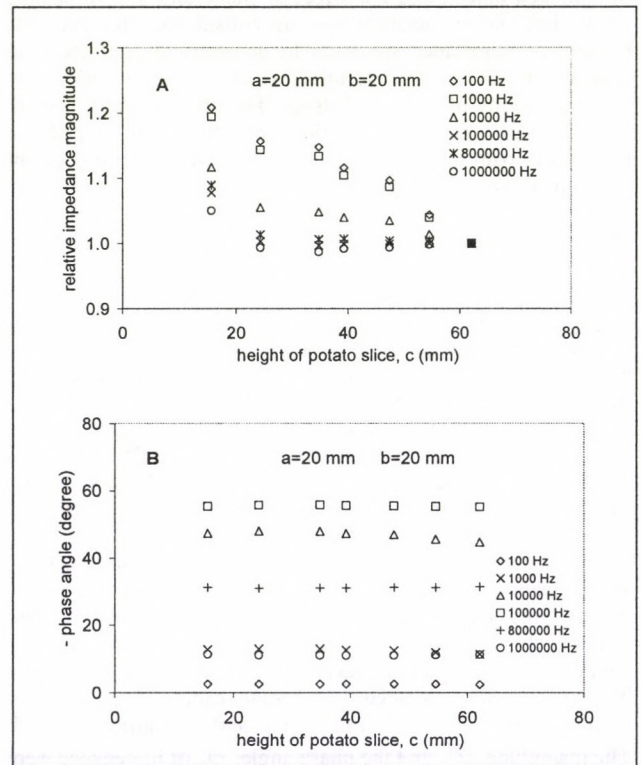 1.3
A a=20 mm b=20 mm
◇ 100 Hz
□ 1000 Hz
△ 10000 Hz
× 100000 Hz
ж 800000 Hz
○ 1000000 Hz
1.2
1.1
1.0
0.9
relative impedance magnitude
0 20 40 60 80
height of potato slice, c (mm)
80
B a=20 mm b=20 mm
60
40
20
0
- phase angle (degree)
◇ 100 Hz
× 1000 Hz
△ 10000 Hz
□ 100000 Hz
+ 800000 Hz
○ 1000000 Hz
0 20 40 60 80
height of potato slice, c (mm)